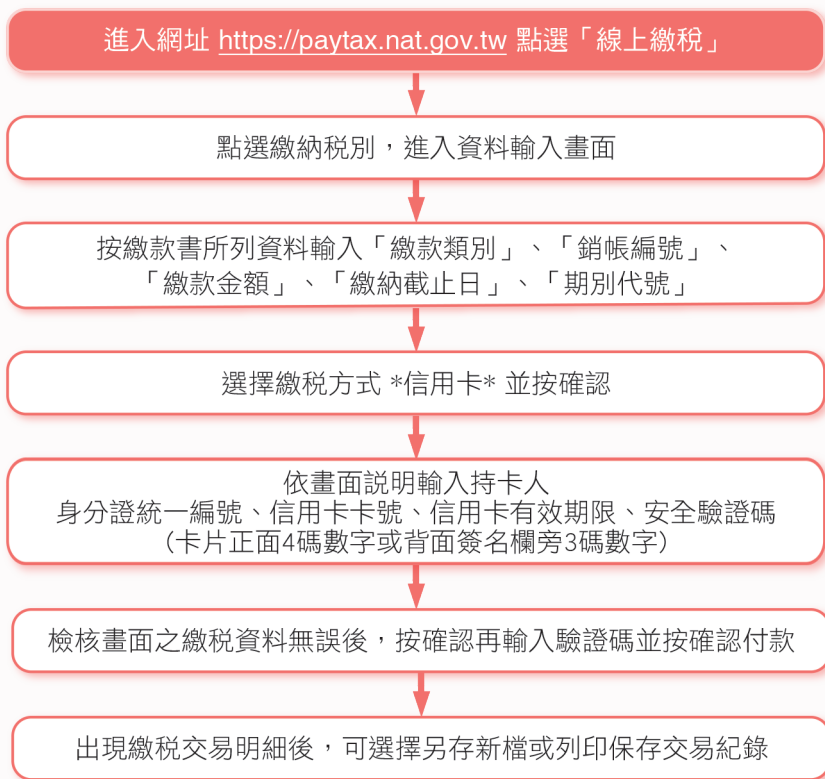 進入網址 https://paytax.nat.gov.tw 點選「線上繳稅」
點選繳納稅別，進入資料輸入畫面
按繳款書所列資料輸入「繳款類別」、「銷帳編號」、
「繳款金額」、「繳納截止日」、「期別代號」
選擇繳稅方式 *信用卡* 並按確認
依畫面說明輸入持卡人
身分證統一編號、信用卡卡號、信用卡有效期限、安全驗證碼
（卡片正面4碼數字或背面簽名欄旁3碼數字）
檢核畫面之繳稅資料無誤後，按確認再輸入驗證碼並按確認付款
出現繳稅交易明細後，可選擇另存新檔或列印保存交易紀錄